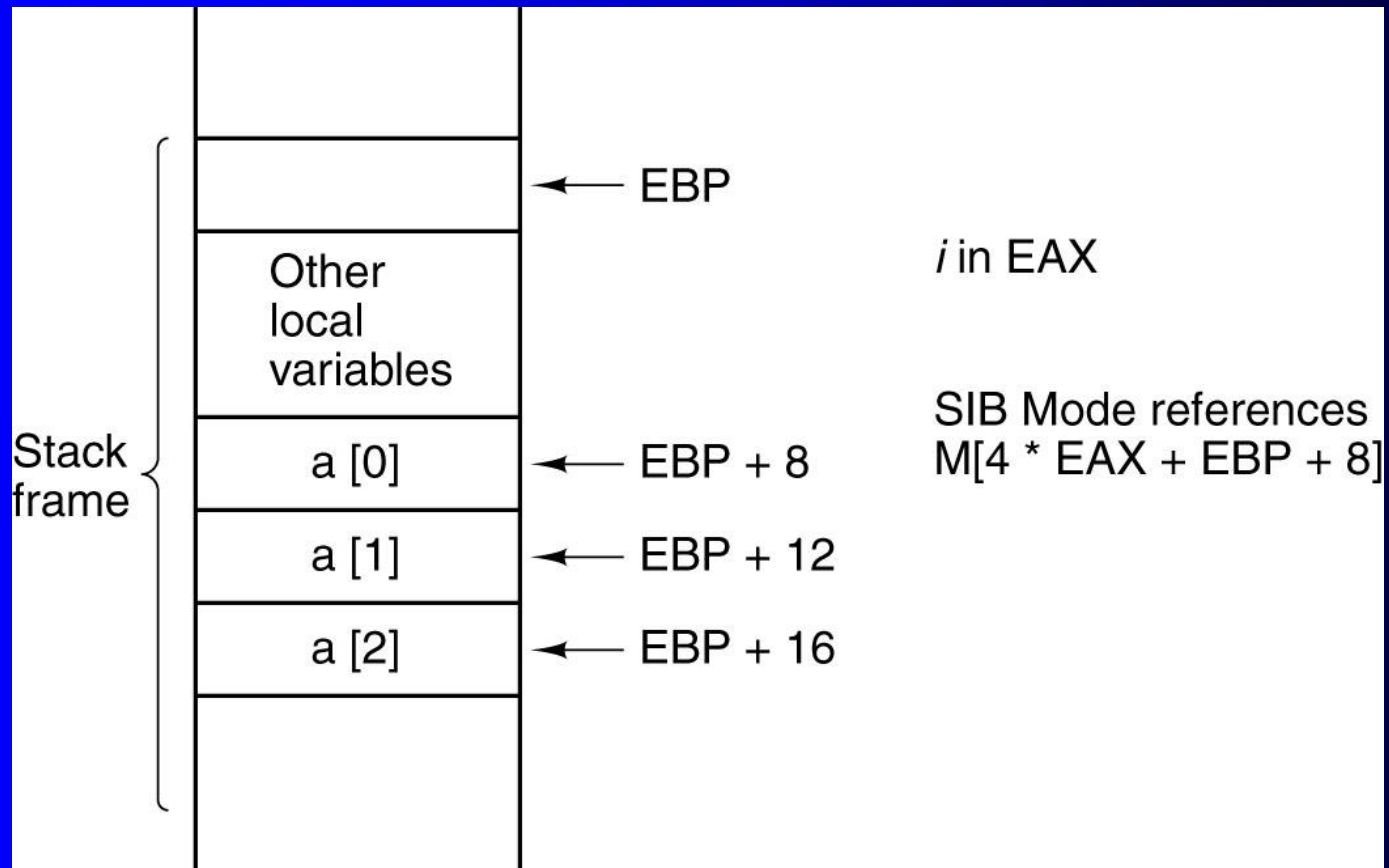 EBP
i in EAX
Other
local
variables
SIB Mode references
M[4 * EAX + EBP + 8]
Stack
frame
a [0]
EBP + 8
a [1]
EBP + 12
a [2]
EBP + 16